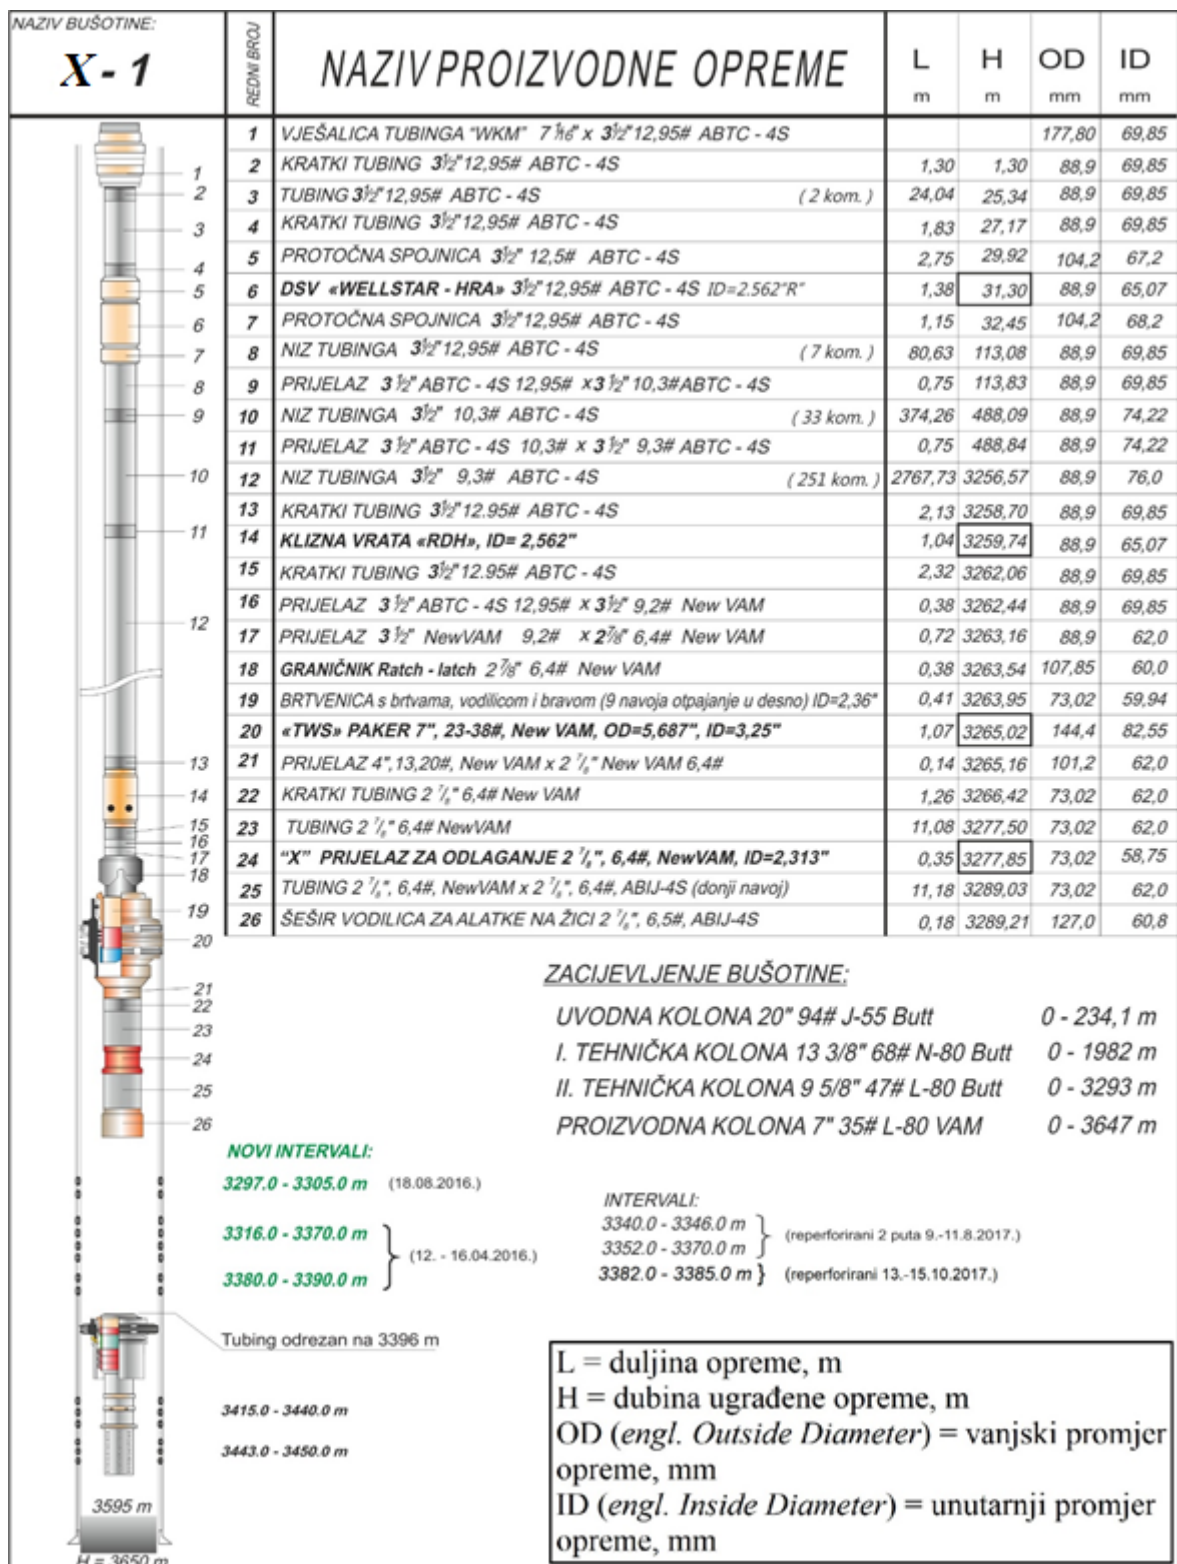 NAZIV BUŠOTINE:
X - 1
REDNI BROJ
NAZIV PROIZVODNE OPREME
L m
H m
OD mm
ID mm
1 VJEŠALICA TUBINGA "WKM" 7 1/16" x 3½" 12,95# ABTC - 4S 177,80 69,85
2 KRATKI TUBING 3½" 12,95# ABTC - 4S 1,30 1,30 88,9 69,85
3 TUBING 3½" 12,95# ABTC - 4S ( 2 kom. ) 24,04 25,34 88,9 69,85
4 KRATKI TUBING 3½" 12,95# ABTC - 4S 1,83 27,17 88,9 69,85
5 PROTOČNA SPOJNICA 3½" 12,5# ABTC - 4S 2,75 29,92 104,2 67,2
6 DSV «WELLSTAR - HRA» 3½" 12,95# ABTC - 4S ID=2.562"R" 1,38 31,30 88,9 65,07
7 PROTOČNA SPOJNICA 3½" 12,95# ABTC - 4S 1,15 32,45 104,2 68,2
8 NIZ TUBINGA 3½" 12,95# ABTC - 4S ( 7 kom. ) 80,63 113,08 88,9 69,85
9 PRIJELAZ 3 ½" ABTC - 4S 12,95# x 3 ½" 10,3# ABTC - 4S 0,75 113,83 88,9 69,85
10 NIZ TUBINGA 3½" 10,3# ABTC - 4S ( 33 kom. ) 374,26 488,09 88,9 74,22
11 PRIJELAZ 3 ½" ABTC - 4S 10,3# x 3 ½" 9,3# ABTC - 4S 0,75 488,84 88,9 74,22
12 NIZ TUBINGA 3½" 9,3# ABTC - 4S ( 251 kom. ) 2767,73 3256,57 88,9 76,0
13 KRATKI TUBING 3½" 12.95# ABTC - 4S 2,13 3258,70 88,9 69,85
14 KLIZNA VRATA «RDH», ID= 2,562" 1,04 3259,74 88,9 65,07
15 KRATKI TUBING 3½" 12.95# ABTC - 4S 2,32 3262,06 88,9 69,85
16 PRIJELAZ 3 ½" ABTC - 4S 12,95# x 3½" 9,2# New VAM 0,38 3262,44 88,9 69,85
17 PRIJELAZ 3 ½" NewVAM 9,2# x 2⅞" 6,4# New VAM 0,72 3263,16 88,9 62,0
18 GRANIČNIK Ratch - latch 2 ⅞" 6,4# New VAM 0,38 3263,54 107,85 60,0
19 BRTVENICA s brtvama, vodilicom i bravom (9 navoja otpajanje u desno) ID=2,36" 0,41 3263,95 73,02 59,94
20 «TWS» PAKER 7", 23-38#, New VAM, OD=5,687", ID=3,25" 1,07 3265,02 144,4 82,55
21 PRIJELAZ 4",13,20#, New VAM x 2 ⅞" New VAM 6,4# 0,14 3265,16 101,2 62,0
22 KRATKI TUBING 2 ⅞" 6,4# New VAM 1,26 3266,42 73,02 62,0
23 TUBING 2 ⅞" 6,4# NewVAM 11,08 3277,50 73,02 62,0
24 "X" PRIJELAZ ZA ODLAGANJE 2 ⅞", 6,4#, NewVAM, ID=2,313" 0,35 3277,85 73,02 58,75
25 TUBING 2 ⅞", 6,4#, NewVAM x 2 ⅞", 6,4#, ABIJ-4S (donji navoj) 11,18 3289,03 73,02 62,0
26 ŠEŠIR VODILICA ZA ALATKE NA ŽICI 2 ⅞", 6,5#, ABIJ-4S 0,18 3289,21 127,0 60,8
1
2
3
4
5
6
7
8
9
10
11
12
13
14
15
16
17
18
19
20
21
22
23
24
25
26
ZACIJEVLJENJE BUŠOTINE:
UVODNA KOLONA 20" 94# J-55 Butt 0 - 234,1 m
I. TEHNIČKA KOLONA 13 3/8" 68# N-80 Butt 0 - 1982 m
II. TEHNIČKA KOLONA 9 5/8" 47# L-80 Butt 0 - 3293 m
PROIZVODNA KOLONA 7" 35# L-80 VAM 0 - 3647 m
NOVI INTERVALI:
3297.0 - 3305.0 m (18.08.2016.)
3316.0 - 3370.0 m
(12. - 16.04.2016.)
3380.0 - 3390.0 m
INTERVALI:
3340.0 - 3346.0 m
3352.0 - 3370.0 m
(reperforirani 2 puta 9.-11.8.2017.)
3382.0 - 3385.0 m } (reperforirani 13.-15.10.2017.)
Tubing odrezan na 3396 m
3415.0 - 3440.0 m
3443.0 - 3450.0 m
3595 m
H = 3650 m
L = duljina opreme, m
H = dubina ugrađene opreme, m
OD (engl. Outside Diameter) = vanjski promjer
opreme, mm
ID (engl. Inside Diameter) = unutarnji promjer
opreme, mm